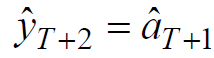 ŷ_{T+2} = â_{T+1}